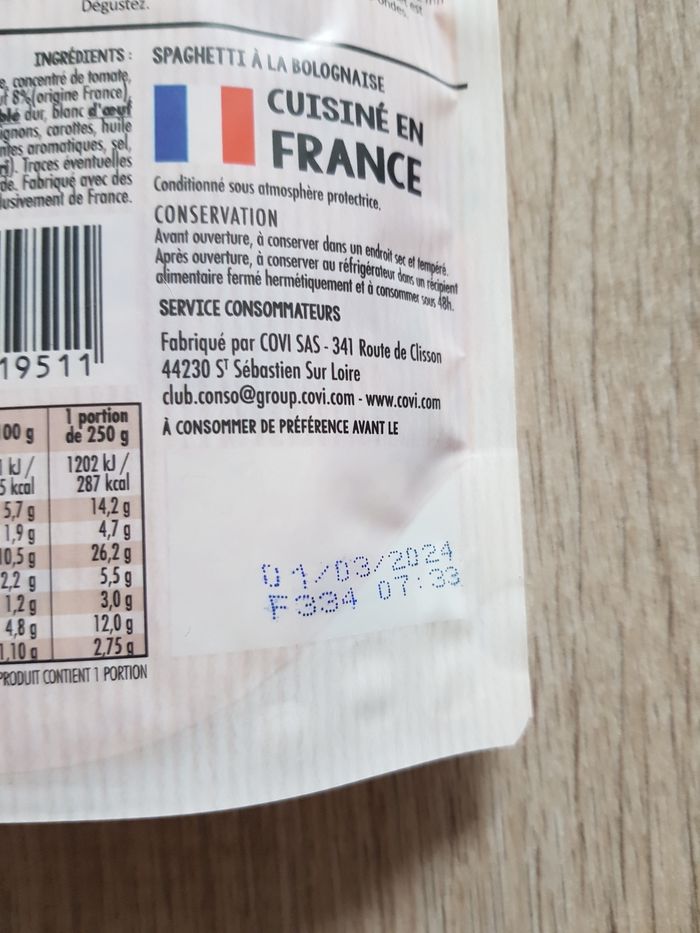 Dégustez.
INGRÉDIENTS : SPAGHETTI À LA BOLOGNAISE
concentré de tomate,
8% (origine France),
blé dur, blanc d'œuf
carottes, huile
aromatiques, sel,
Traces éventuelles
de. Fabriqué avec des
de France.
CUISINÉ EN
FRANCE
Conditionné sous atmosphère protectrice.
CONSERVATION
Avant ouverture, à conserver dans un endroit sec et tempéré.
Après ouverture, à conserver au réfrigérateur dans un récipient
alimentaire fermé hermétiquement et à consommer sous 48h.
SERVICE CONSOMMATEURS
Fabriqué par COVI SAS - 341 Route de Clisson
44230 ST Sébastien Sur Loire
club.conso@group.covi.com - www.covi.com
À CONSOMMER DE PRÉFÉRENCE AVANT LE
01/03/2024
F334 07:33
19511
00 g 1 portion
de 250 g
kJ / 1202 kJ /
5 kcal 287 kcal
5,7 g 14,2 g
1,9 g 4,7 g
10,5 g 26,2 g
2,2 g 5,5 g
1,2 g 3,0 g
4,8 g 12,0 g
1,10 g 2,75 g
PRODUIT CONTIENT 1 PORTION